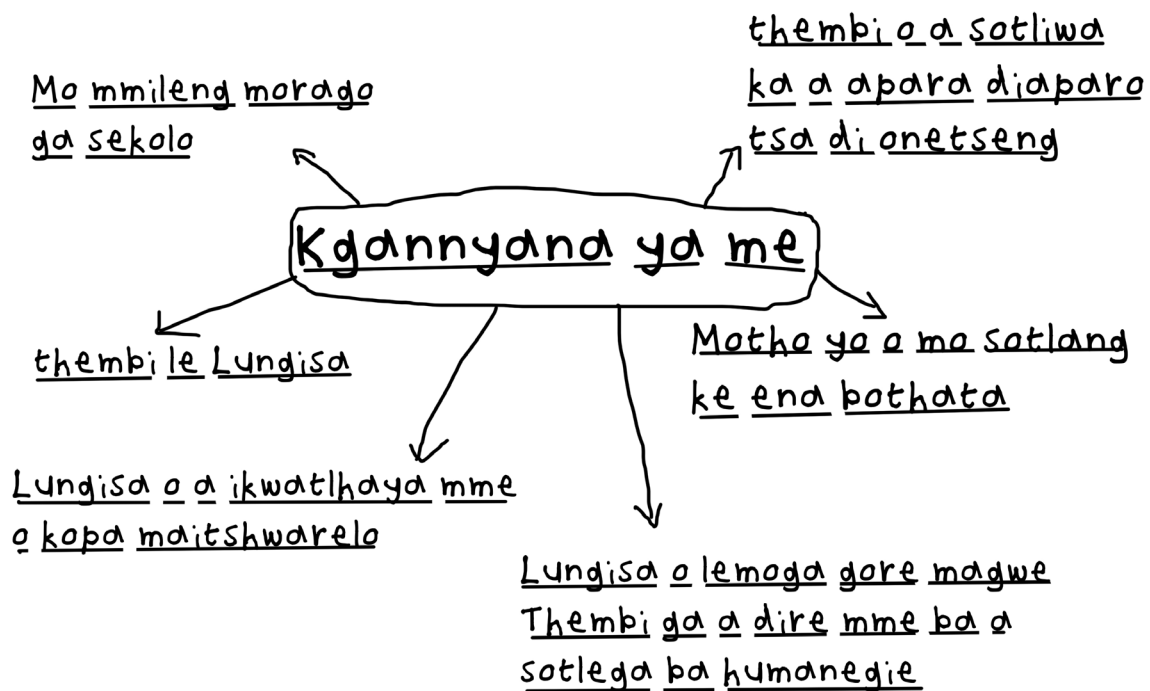 thembi o a sotliwa
ka a apara diaparo
tsa di onetseng
Mo mmileng morago
ga sekolo
Kgannyana ya me
thembi le Lungisa
Motho yo o mo sotlang
ke ena bothata
Lungisa o a ikwatlhaya mme
o kopa maitshwarelo
Lungisa o lemoga gore magwe
Thembi ga a dire mme ba a
sotlega ba humanegie